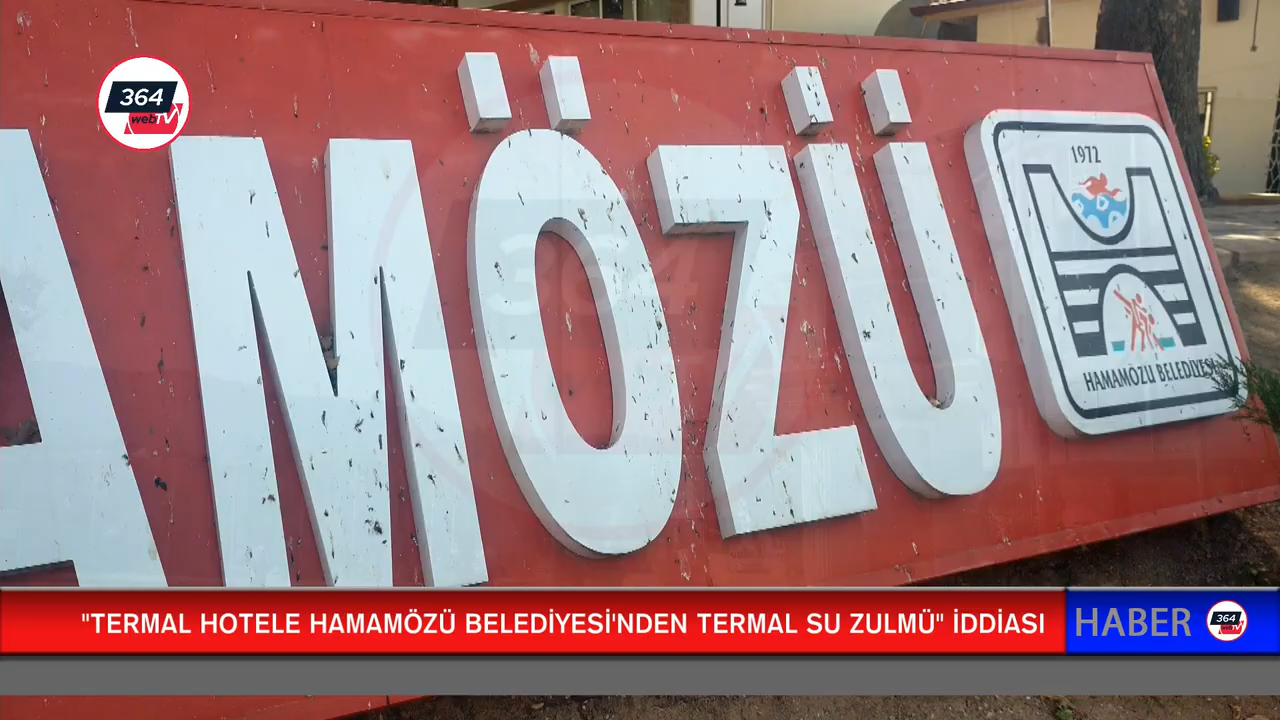 364
webTV
AMÖZÜ
1972
HAMAMÖZÜ BELEDİYESİ
364
"TERMAL HOTELE HAMAMÖZÜ BELEDİYESİ'NDEN TERMAL SU ZULMÜ" İDDİASI
HABER
364
webTV